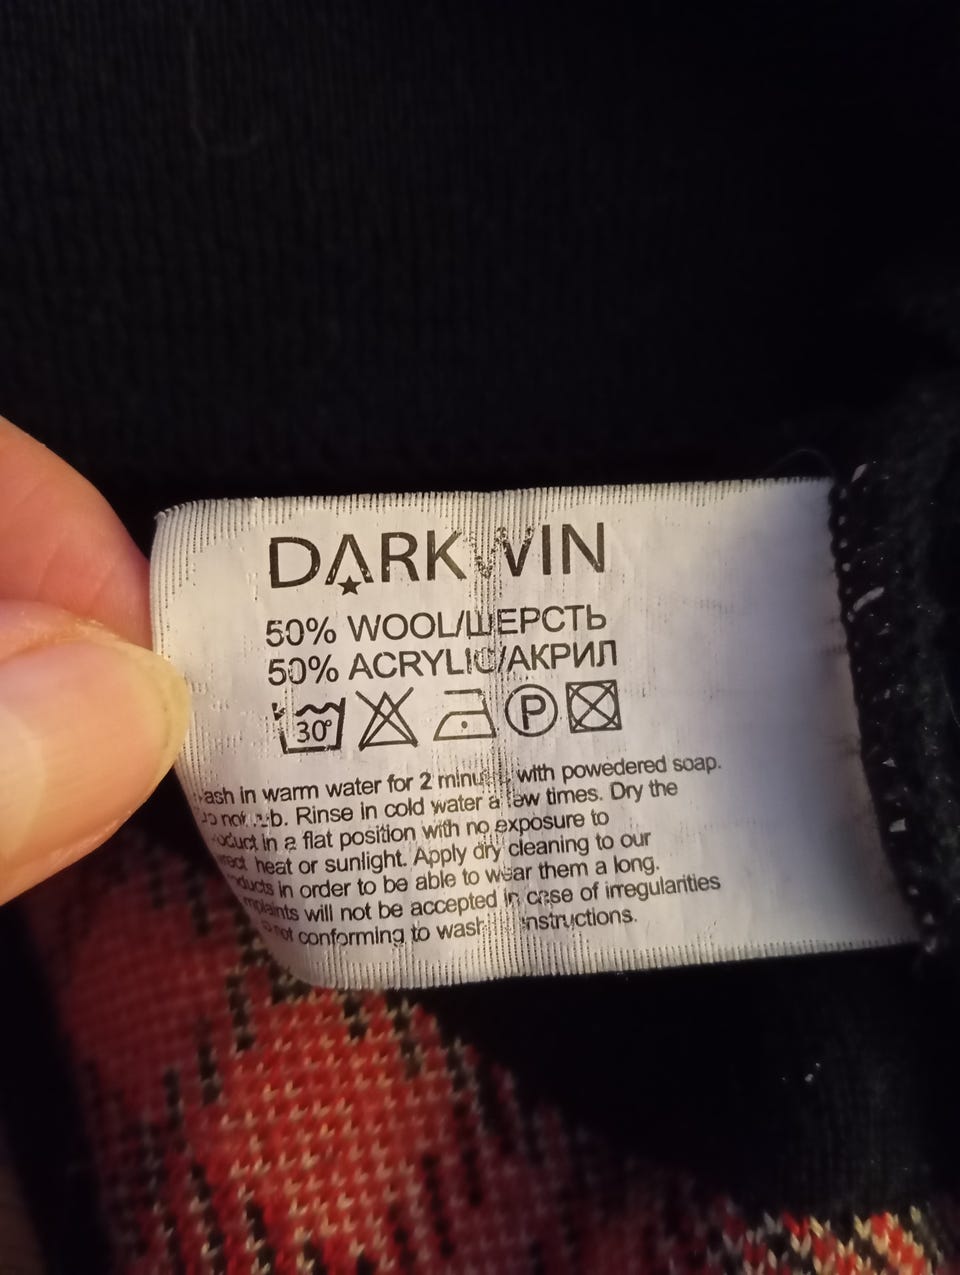 DARKWIN
50% WOOL/ШЕРСТЬ
50% ACRYLIC/АКРИЛ
30° P
in warm water for 2 with powedered soap.
Rinse in cold water a few times. Dry the
in a flat position with no exposure to
heat or sunlight. Apply dry cleaning to our
in order to be able to wear them a long.
will not be accepted in case of irregularities
not conforming to instructions.